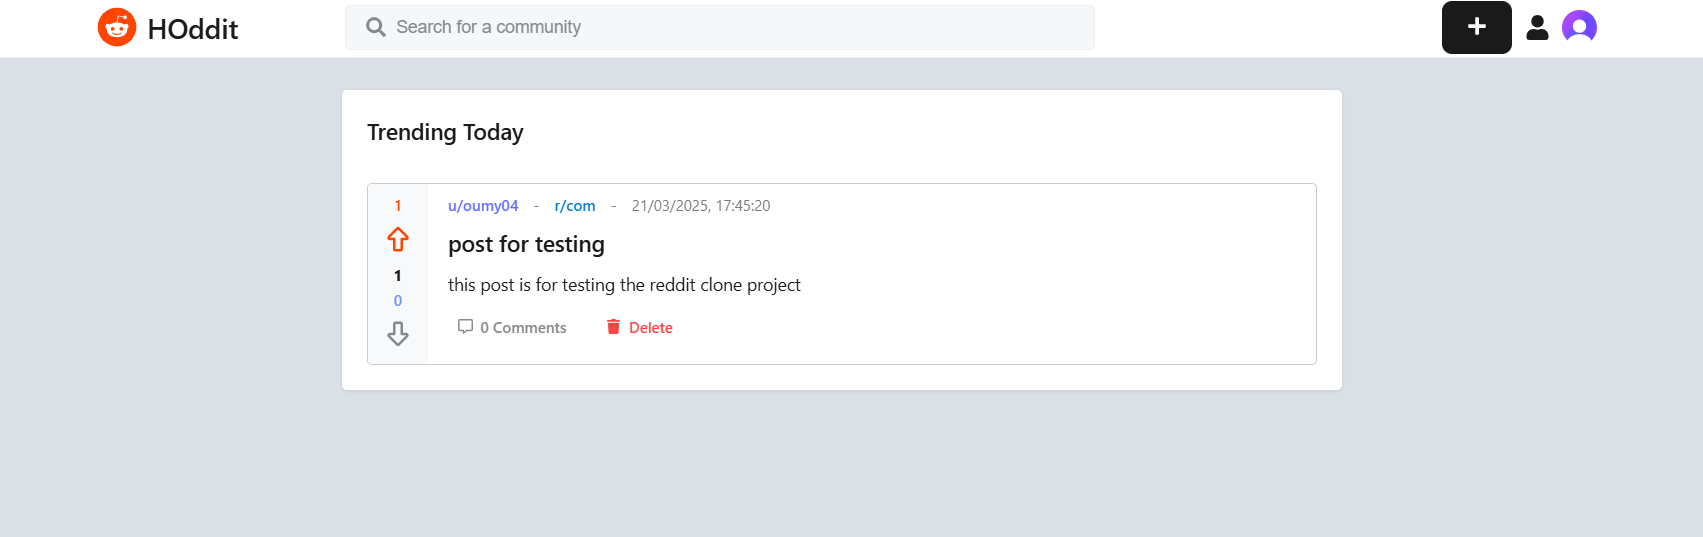 HOddit
Search for a community
Trending Today
1
u/oumy04 - r/com - 21/03/2025, 17:45:20
post for testing
1
this post is for testing the reddit clone project
0
0 Comments Delete